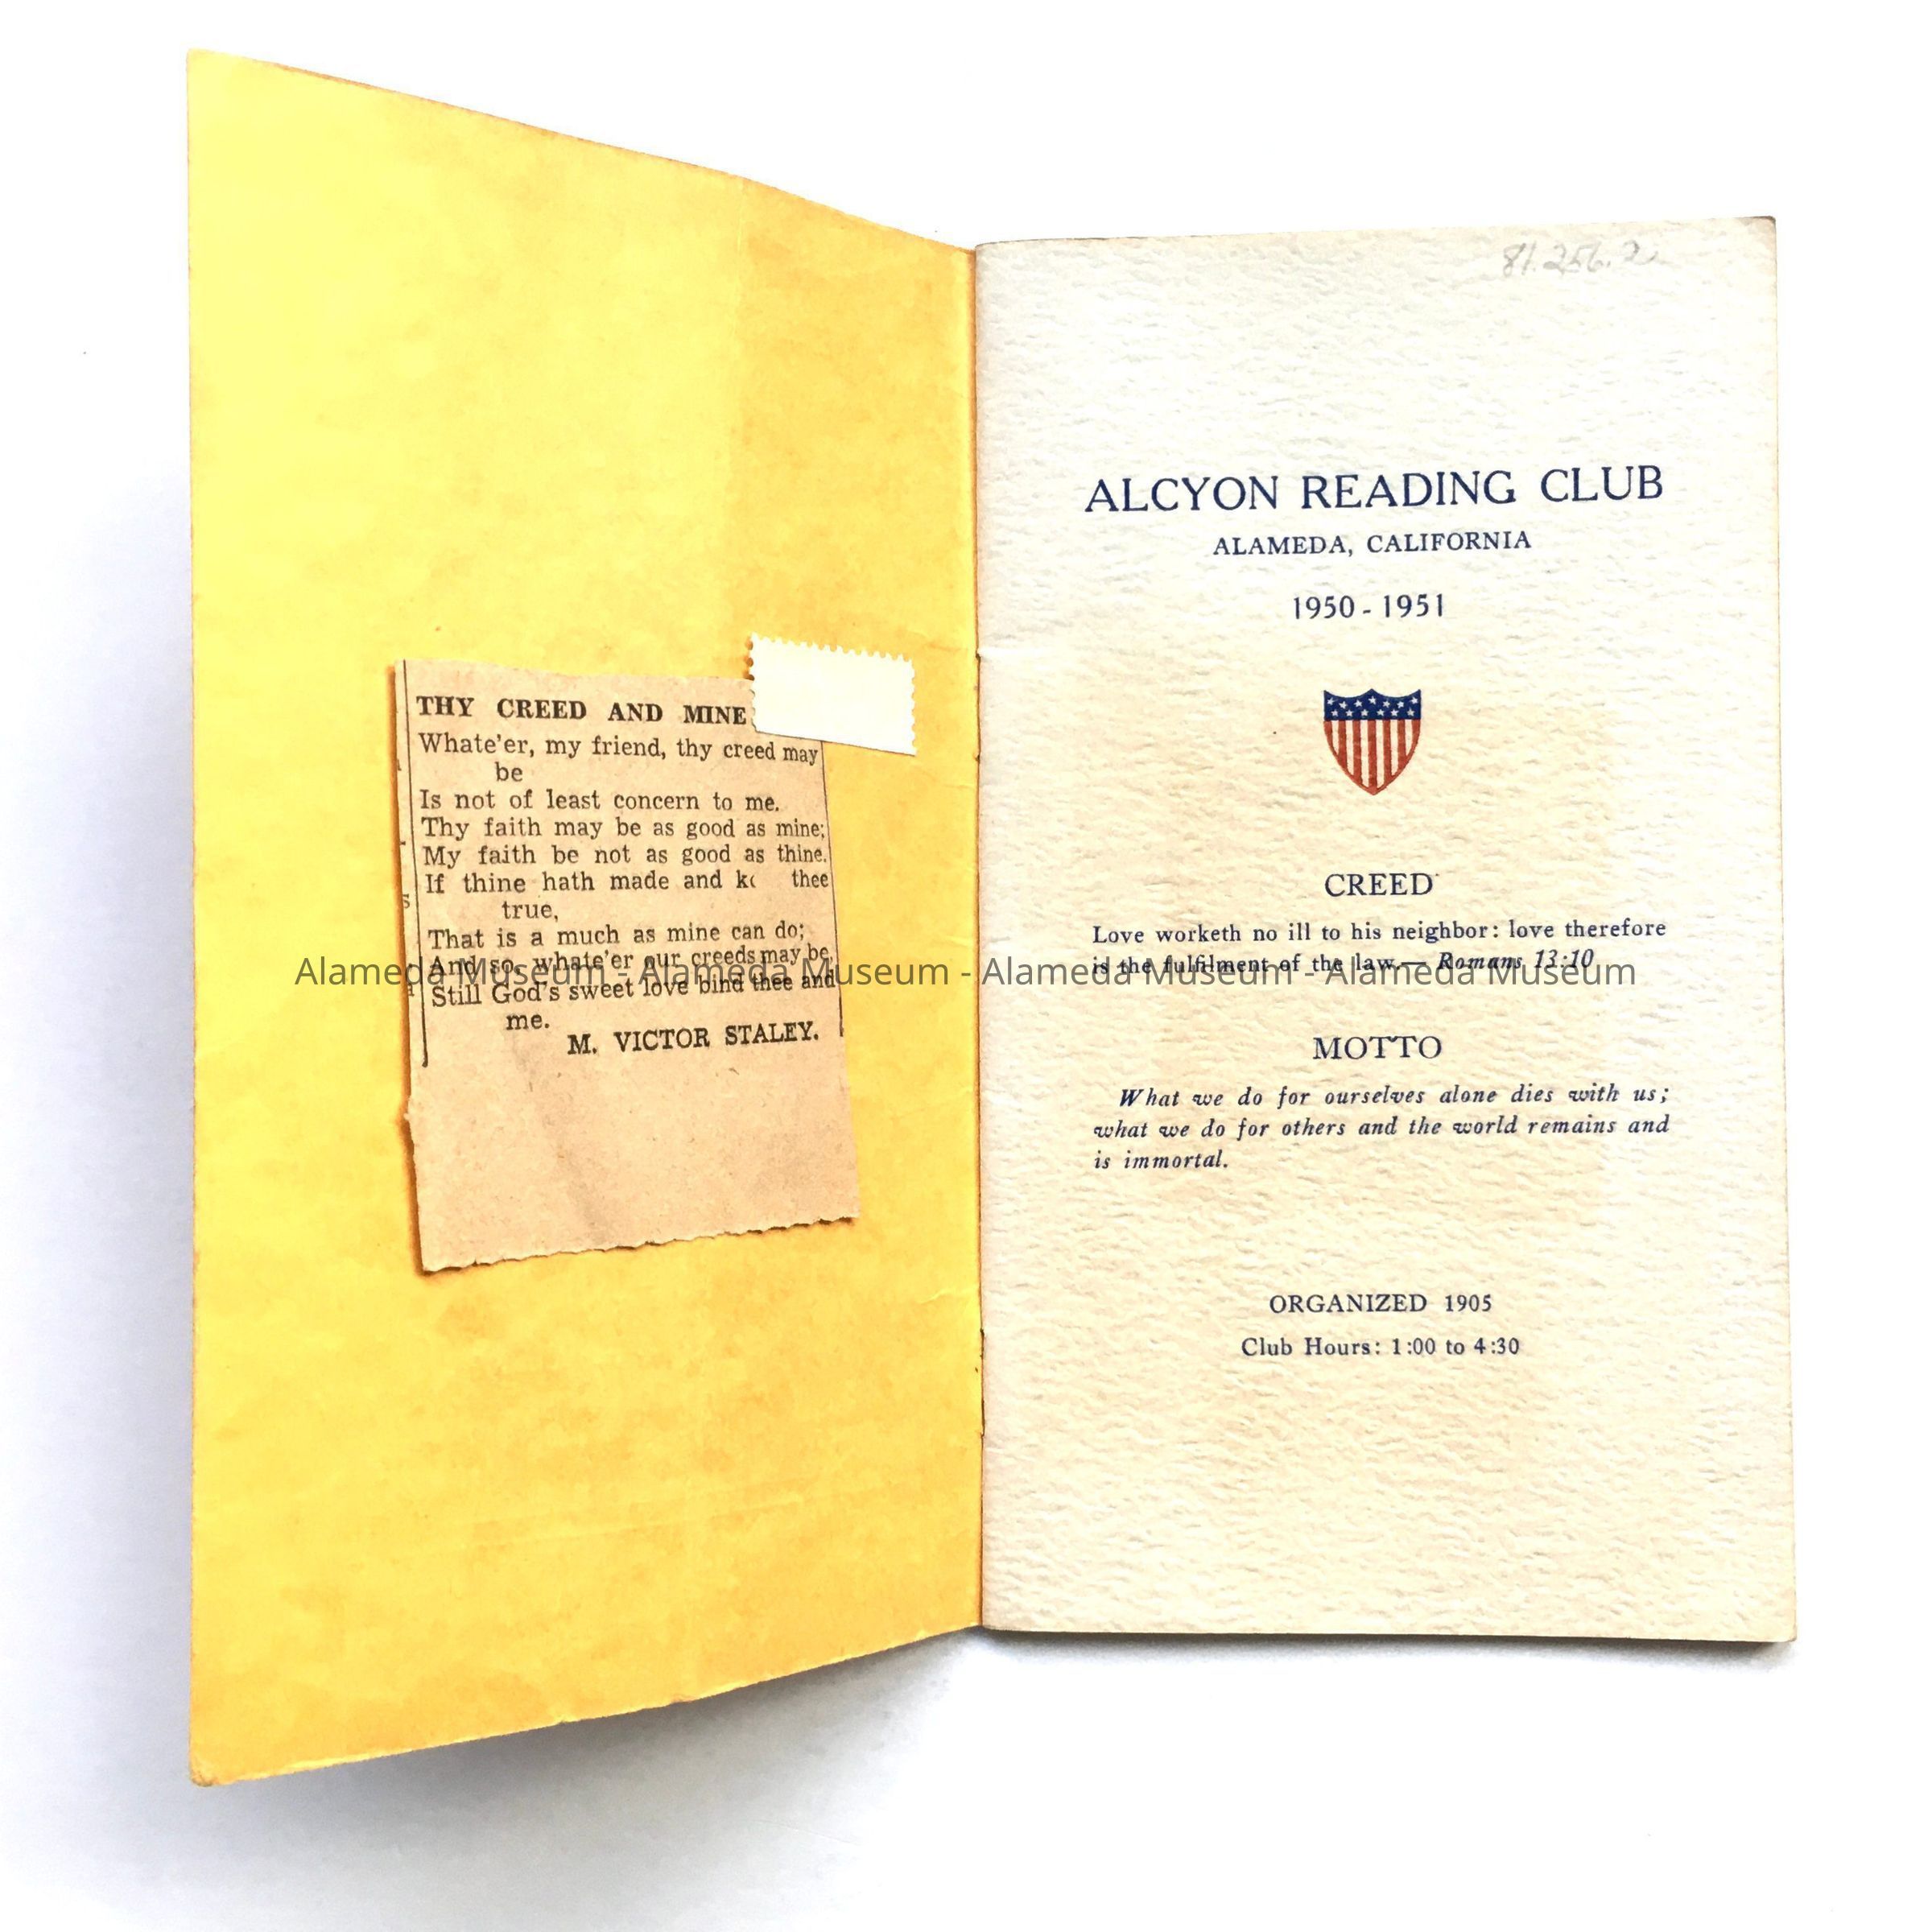 THY CREED AND MINE
Whate'er, my friend, thy creed may
be
Is not of least concern to me.
Thy faith may be as good as mine;
My faith be not as good as thine.
If thine hath made and thee
true,
That is a much as mine can do;
And so, whate'er our creeds may be,
Still God's sweet love bind thee and
me.
M. VICTOR STALEY.
81.256.2
ALCYON READING CLUB
ALAMEDA, CALIFORNIA
1950 - 1951
CREED
Love worketh no ill to his neighbor: love therefore
is the fulfilment of the law.— Romans 13:10
MOTTO
What we do for ourselves alone dies with us;
what we do for others and the world remains and
is immortal.
ORGANIZED 1905
Club Hours: 1:00 to 4:30
Alameda Museum - Alameda Museum - Alameda Museum - Alameda Museum